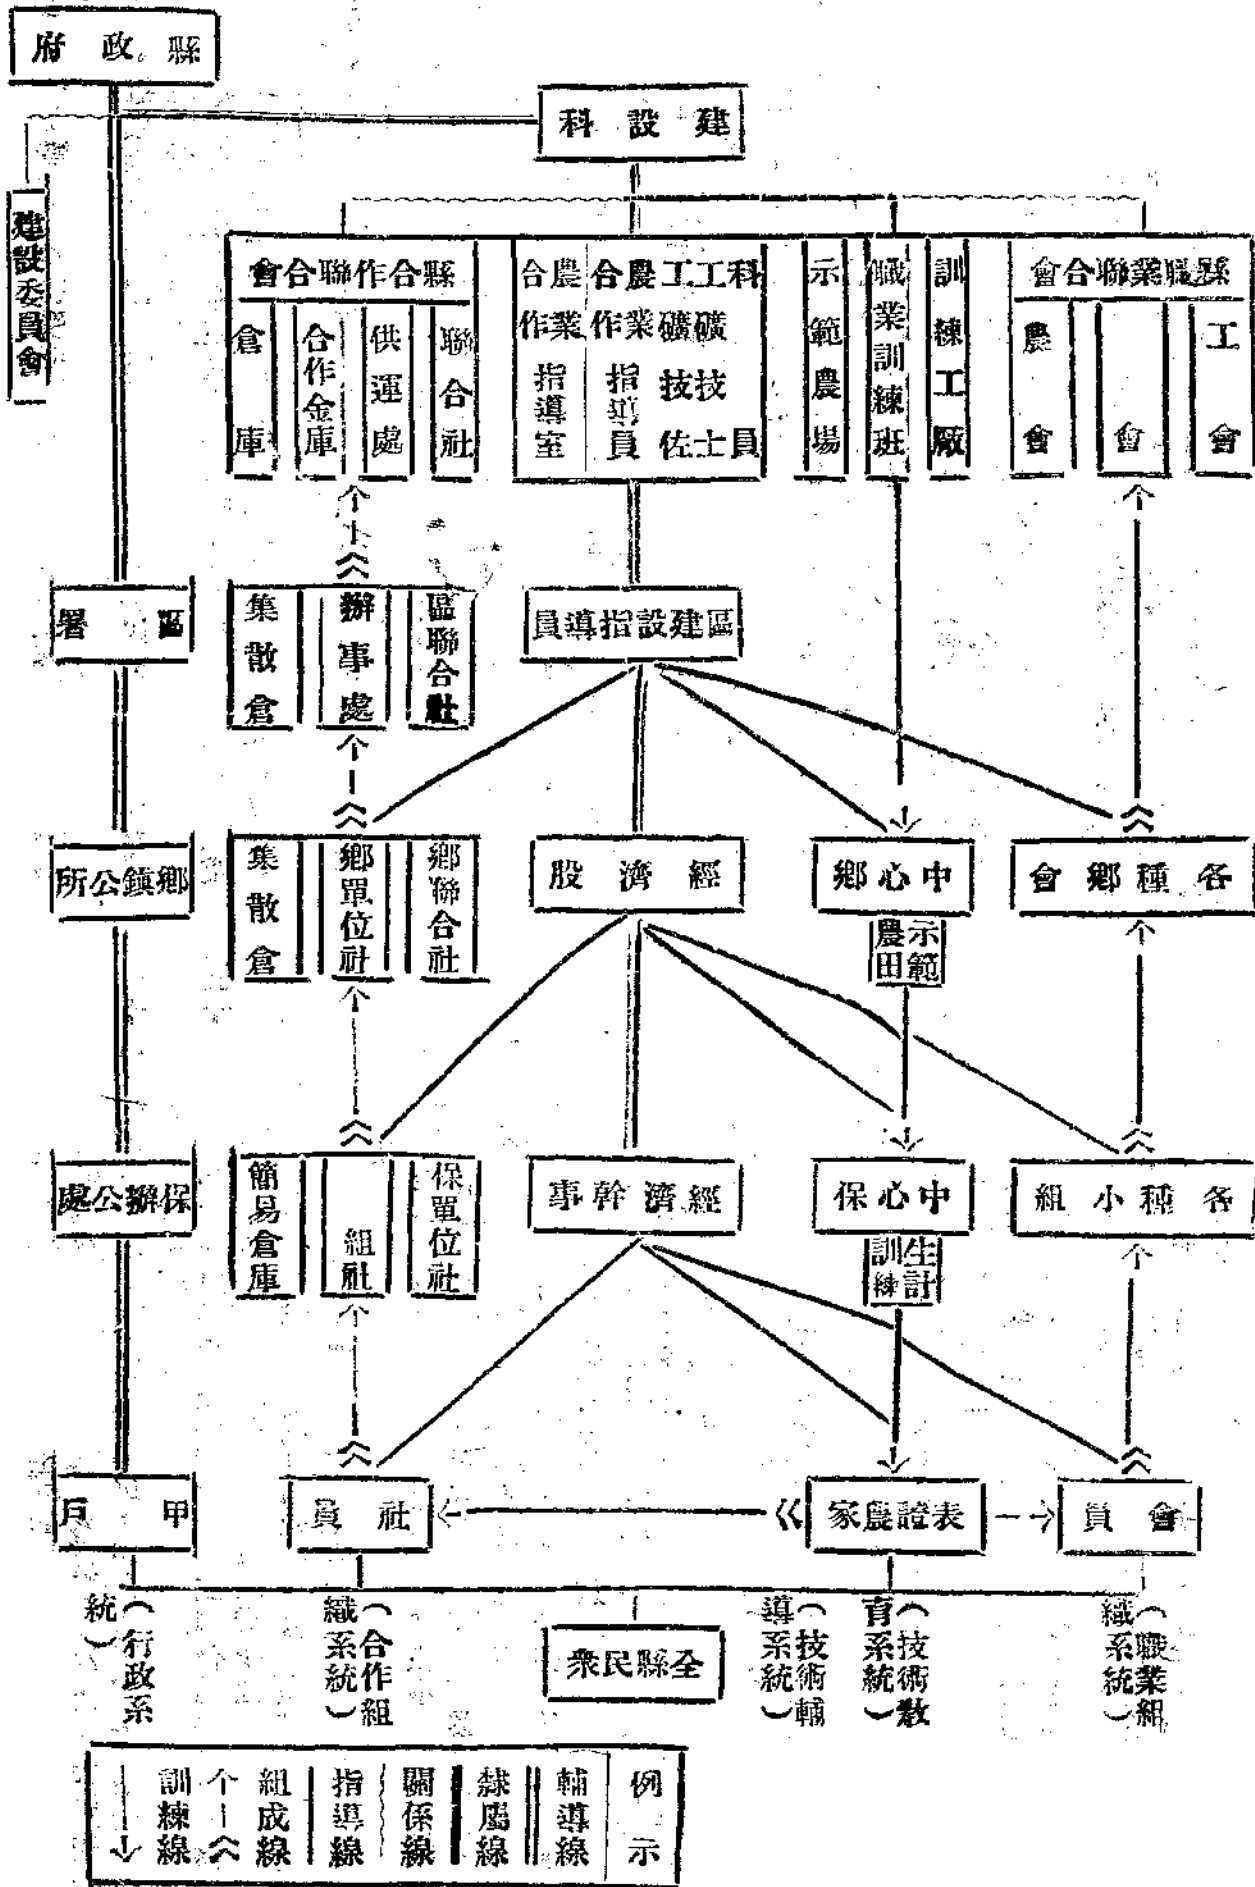 縣政府
建設科
建設委員會
縣職業聯合會
工會
會
農會
訓練工廠
職業訓練班
示範農場
科員
工礦技士
工礦技佐
農業合作指導員
農業合作指導室
縣合作聯合會
聯合社
供運處
合作金庫
倉庫
區署
區建設指導員
區聯合社
辦事處
集散倉
鄉鎮公所
各種鄉會
中心鄉
示範農田
經濟股
鄉聯合社
鄉單位社
集散倉
保辦公處
各種小組
中心保
生計訓練
經濟幹事
保單位社
組社
簡易倉庫
甲戶
會員
表證農家
社員
(職業組
織系統)
(技術教
育系統)
(技術輔
導系統)
全縣民衆
(合作組
織系統)
(行政系
統)
例示
輔導線
隸屬線
關係線
指導線
組成線
訓練線